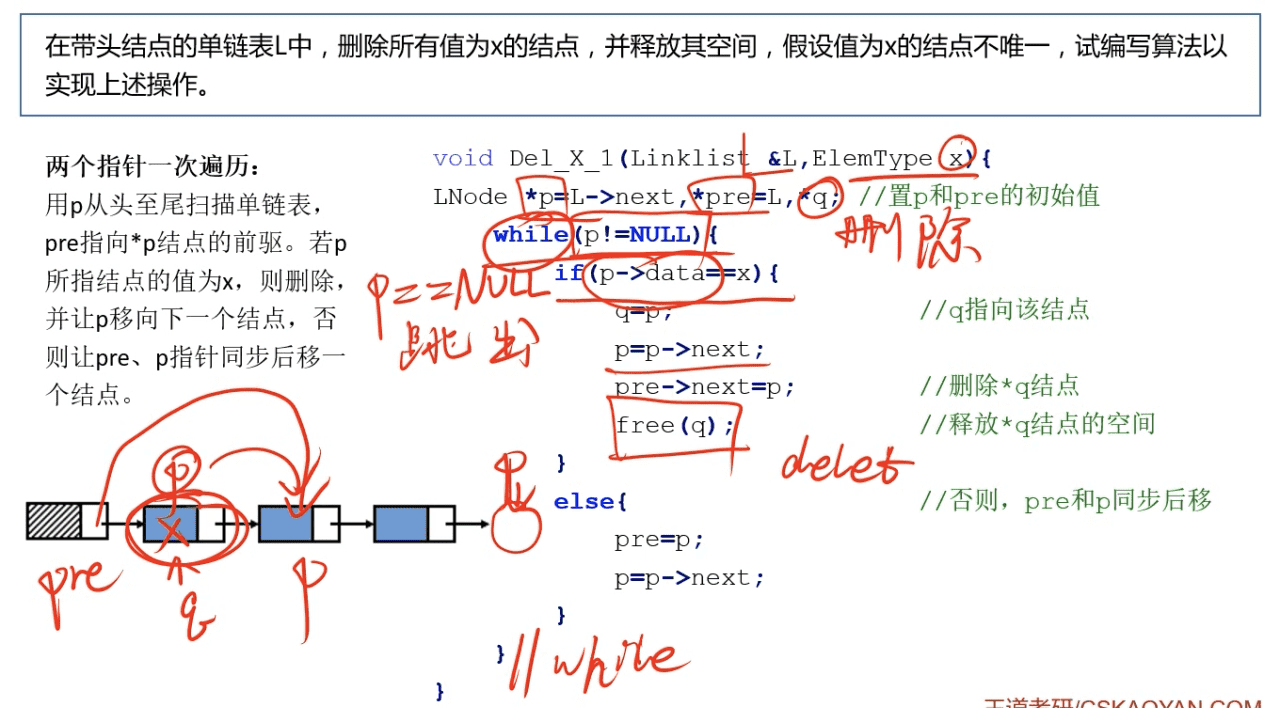 在带头结点的单链表L中，删除所有值为x的结点，并释放其空间，假设值为x的结点不唯一，试编写算法以
实现上述操作。
两个指针一次遍历：
用p从头至尾扫描单链表，
pre指向*p结点的前驱。若p
所指结点的值为x，则删除，
并让p移向下一个结点，否
则让pre、p指针同步后移一
个结点。
void Del_X_1(Linklist &L,ElemType x){
LNode *p=L->next,*pre=L,*q; //置p和pre的初始值
while(p!=NULL){
删除
if(p->data==x){
p==NULL
跳出
q=p; //q指向该结点
p=p->next;
pre->next=p; //删除*q结点
free(q); //释放*q结点的空间
}
delet
else{ //否则，pre和p同步后移
pre=p;
p=p->next;
}
} //while
}
p
p
x
pre
q
p
王道考研/CSKAOYAN.COM